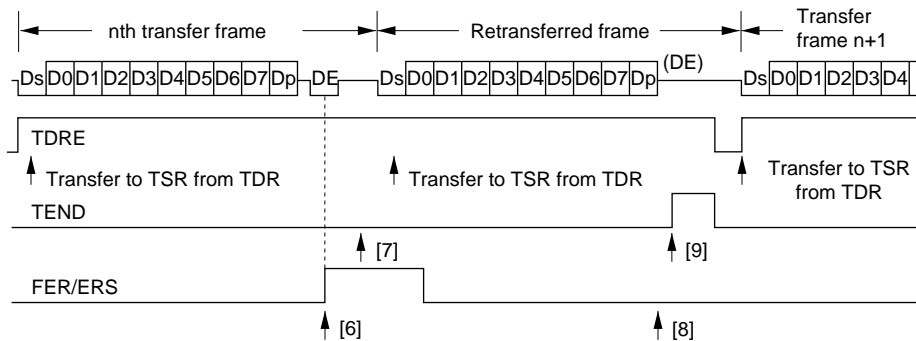 nth transfer frame
Retransferred frame
Transfer
frame n+1
Ds D0 D1 D2 D3 D4 D5 D6 D7 Dp DE
Ds D0 D1 D2 D3 D4 D5 D6 D7 Dp (DE)
Ds D0 D1 D2 D3 D4
TDRE
Transfer to TSR from TDR
Transfer to TSR from TDR
Transfer to TSR
from TDR
TEND
[7]
[9]
FER/ERS
[6]
[8]